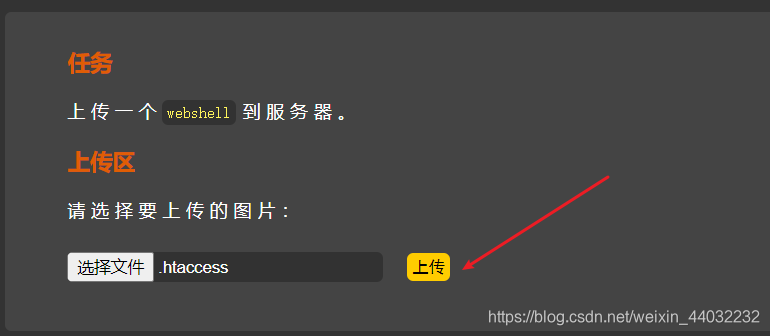 任务
上传一个 webshell 到服务器。
上传区
请选择要上传的图片：
选择文件 .htaccess 上传
https://blog.csdn.net/weixin_44032232